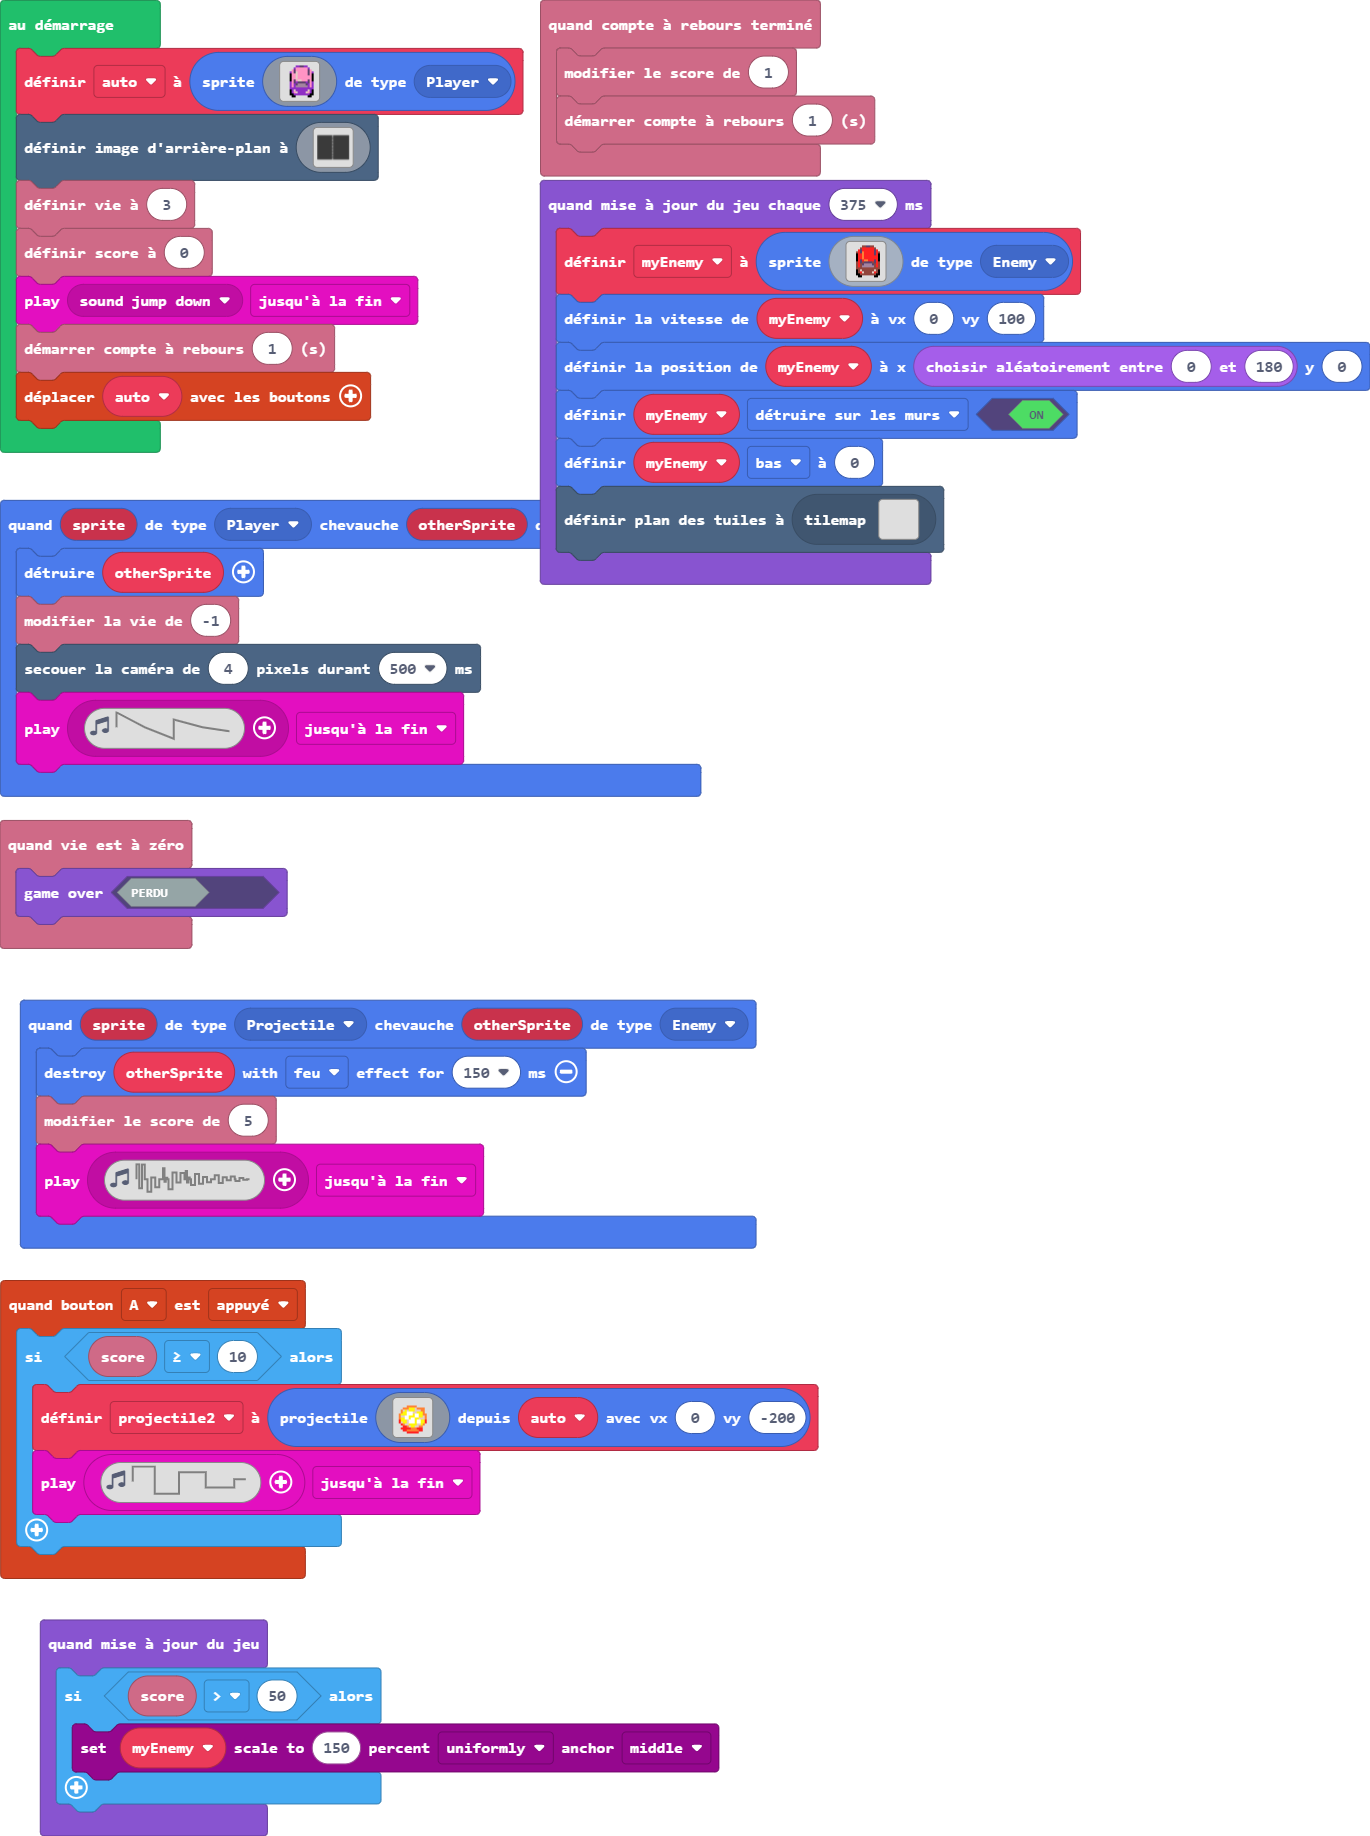 au démarrage
définir auto à sprite de type Player
définir image d'arrière-plan à
définir vie à 3
définir score à 0
play sound jump down jusqu'à la fin
démarrer compte à rebours 1 (s)
déplacer auto avec les boutons
quand compte à rebours terminé
modifier le score de 1
démarrer compte à rebours 1 (s)
quand mise à jour du jeu chaque 375 ms
définir myEnemy à sprite de type Enemy
définir la vitesse de myEnemy à vx 0 vy 100
définir la position de myEnemy à x choisir aléatoirement entre 0 et 180 y 0
définir myEnemy détruire sur les murs ON
définir myEnemy bas à 0
définir plan des tuiles à tilemap
quand sprite de type Player chevauche otherSprite
détruire otherSprite
modifier la vie de -1
secouer la caméra de 4 pixels durant 500 ms
play jusqu'à la fin
quand vie est à zéro
game over PERDU
quand sprite de type Projectile chevauche otherSprite de type Enemy
destroy otherSprite with feu effect for 150 ms
modifier le score de 5
play jusqu'à la fin
quand bouton A est appuyé
si score ≥ 10 alors
définir projectile2 à projectile depuis auto avec vx 0 vy -200
play jusqu'à la fin
quand mise à jour du jeu
si score > 50 alors
set myEnemy scale to 150 percent uniformly anchor middle